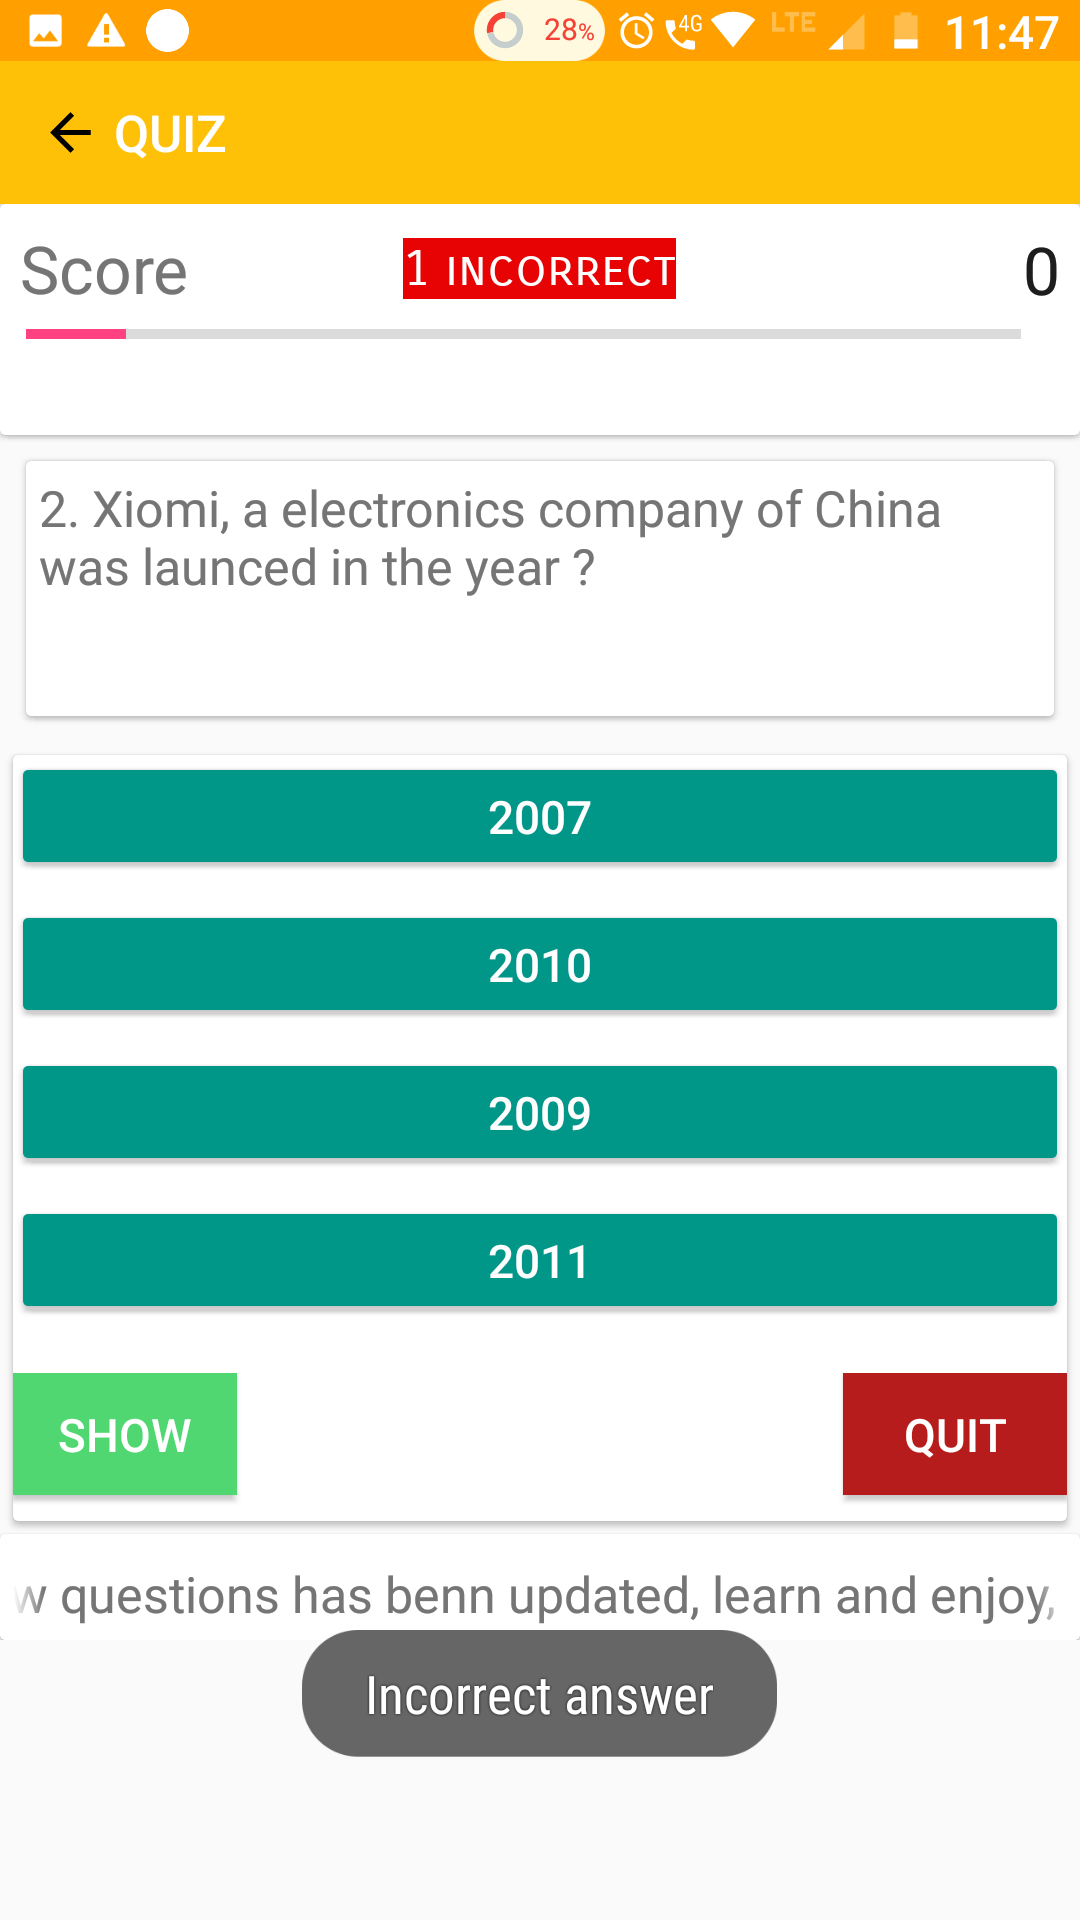 28%
4G
LTE
11:47
QUIZ
Score
1 INCORRECT
0
2. Xiomi, a electronics company of China
was launced in the year ?
2007
2010
2009
2011
SHOW
QUIT
w questions has benn updated, learn and enjoy,
Incorrect answer